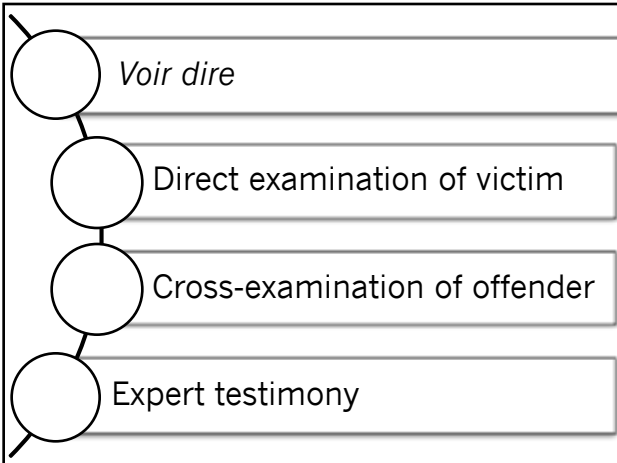 Voir dire
Direct examination of victim
Cross-examination of offender
Expert testimony